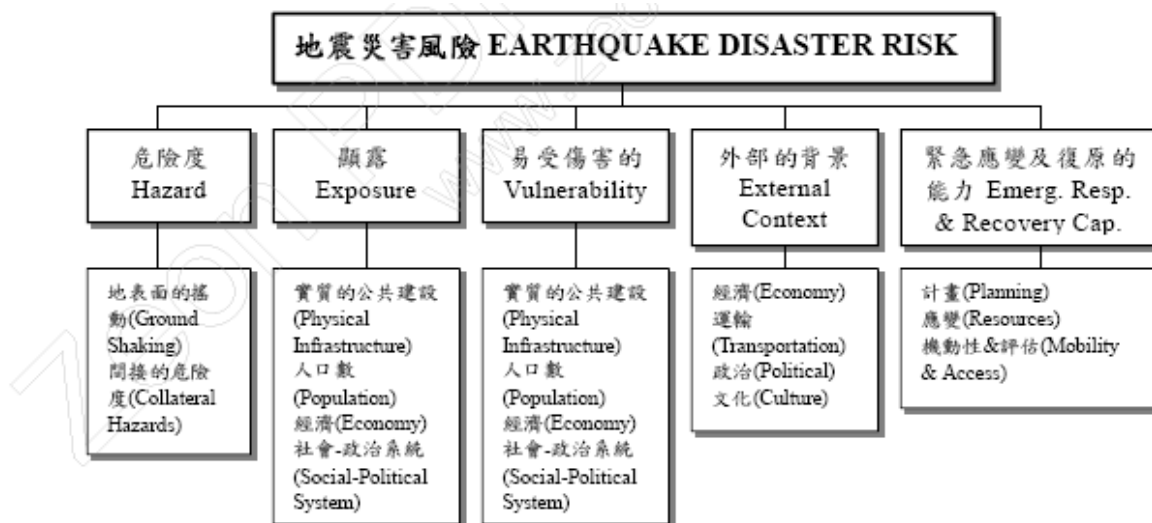 地震災害風險 EARTHQUAKE DISASTER RISK
危險度
Hazard
顯露
Exposure
易受傷害的
Vulnerability
外部的背景
External
Context
緊急應變及復原的
能力 Emerg. Resp.
& Recovery Cap.
地表面的搖
動(Ground
Shaking)
間接的危險
度(Collateral
Hazards)
實質的公共建設
(Physical
Infrastructure)
人口數
(Population)
經濟(Economy)
社會-政治系統
(Social-Political
System)
實質的公共建設
(Physical
Infrastructure)
人口數
(Population)
經濟(Economy)
社會-政治系統
(Social-Political
System)
經濟(Economy)
運輸
(Transportation)
政治(Political)
文化(Culture)
計畫(Planning)
應變(Resources)
機動性&評估(Mobility
& Access)